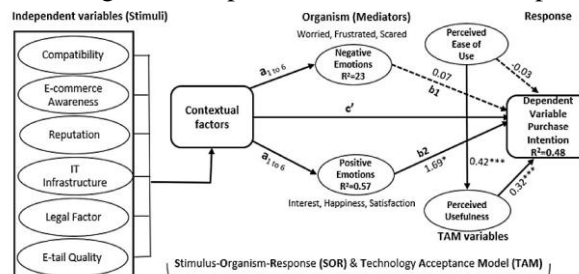 Independent variables (Stimuli)
Organism (Mediators)
Response
Compatibility
E-commerce
Awareness
Reputation
IT
Infrastructure
Legal Factor
E-tail Quality
Contextual
factors
a1 to 6
a1 to 6
Worried, Frustrated, Scared
Negative
Emotions
R²=23
0.07
b1
c'
Positive
Emotions
R²=0.57
Interest, Happiness, Satisfaction
b2
1.69*
Perceived
Ease of
Use
-0.03
0.42***
Perceived
Usefulness
0.32***
TAM variables
Dependent
Variable
Purchase
Intention
R²=0.48
Stimulus-Organism-Response (SOR) & Technology Acceptance Model (TAM)